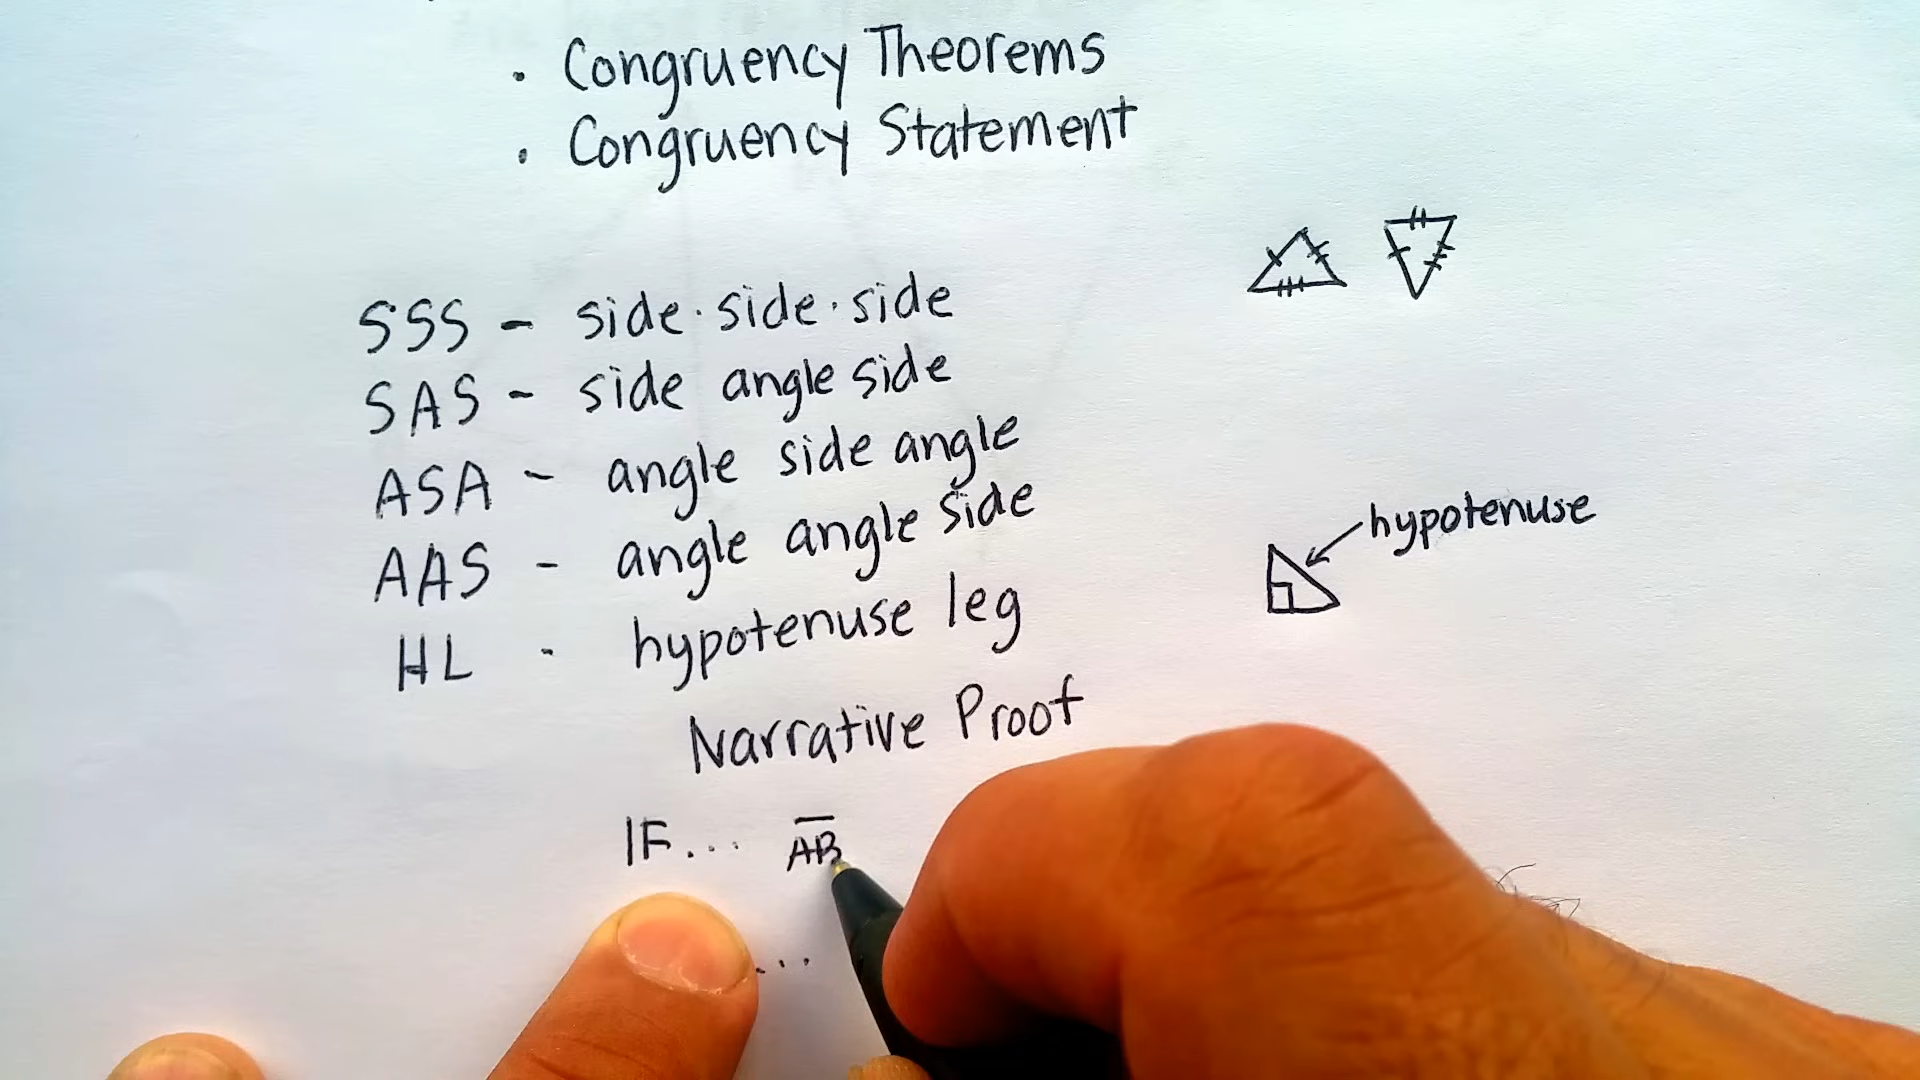 · Congruency Theorems
· Congruency Statement
SSS - side·side·side
SAS - side angle side
ASA - angle side angle
AAS - angle angle side
hypotenuse
HL - hypotenuse leg
Narrative Proof
IF... AB
...